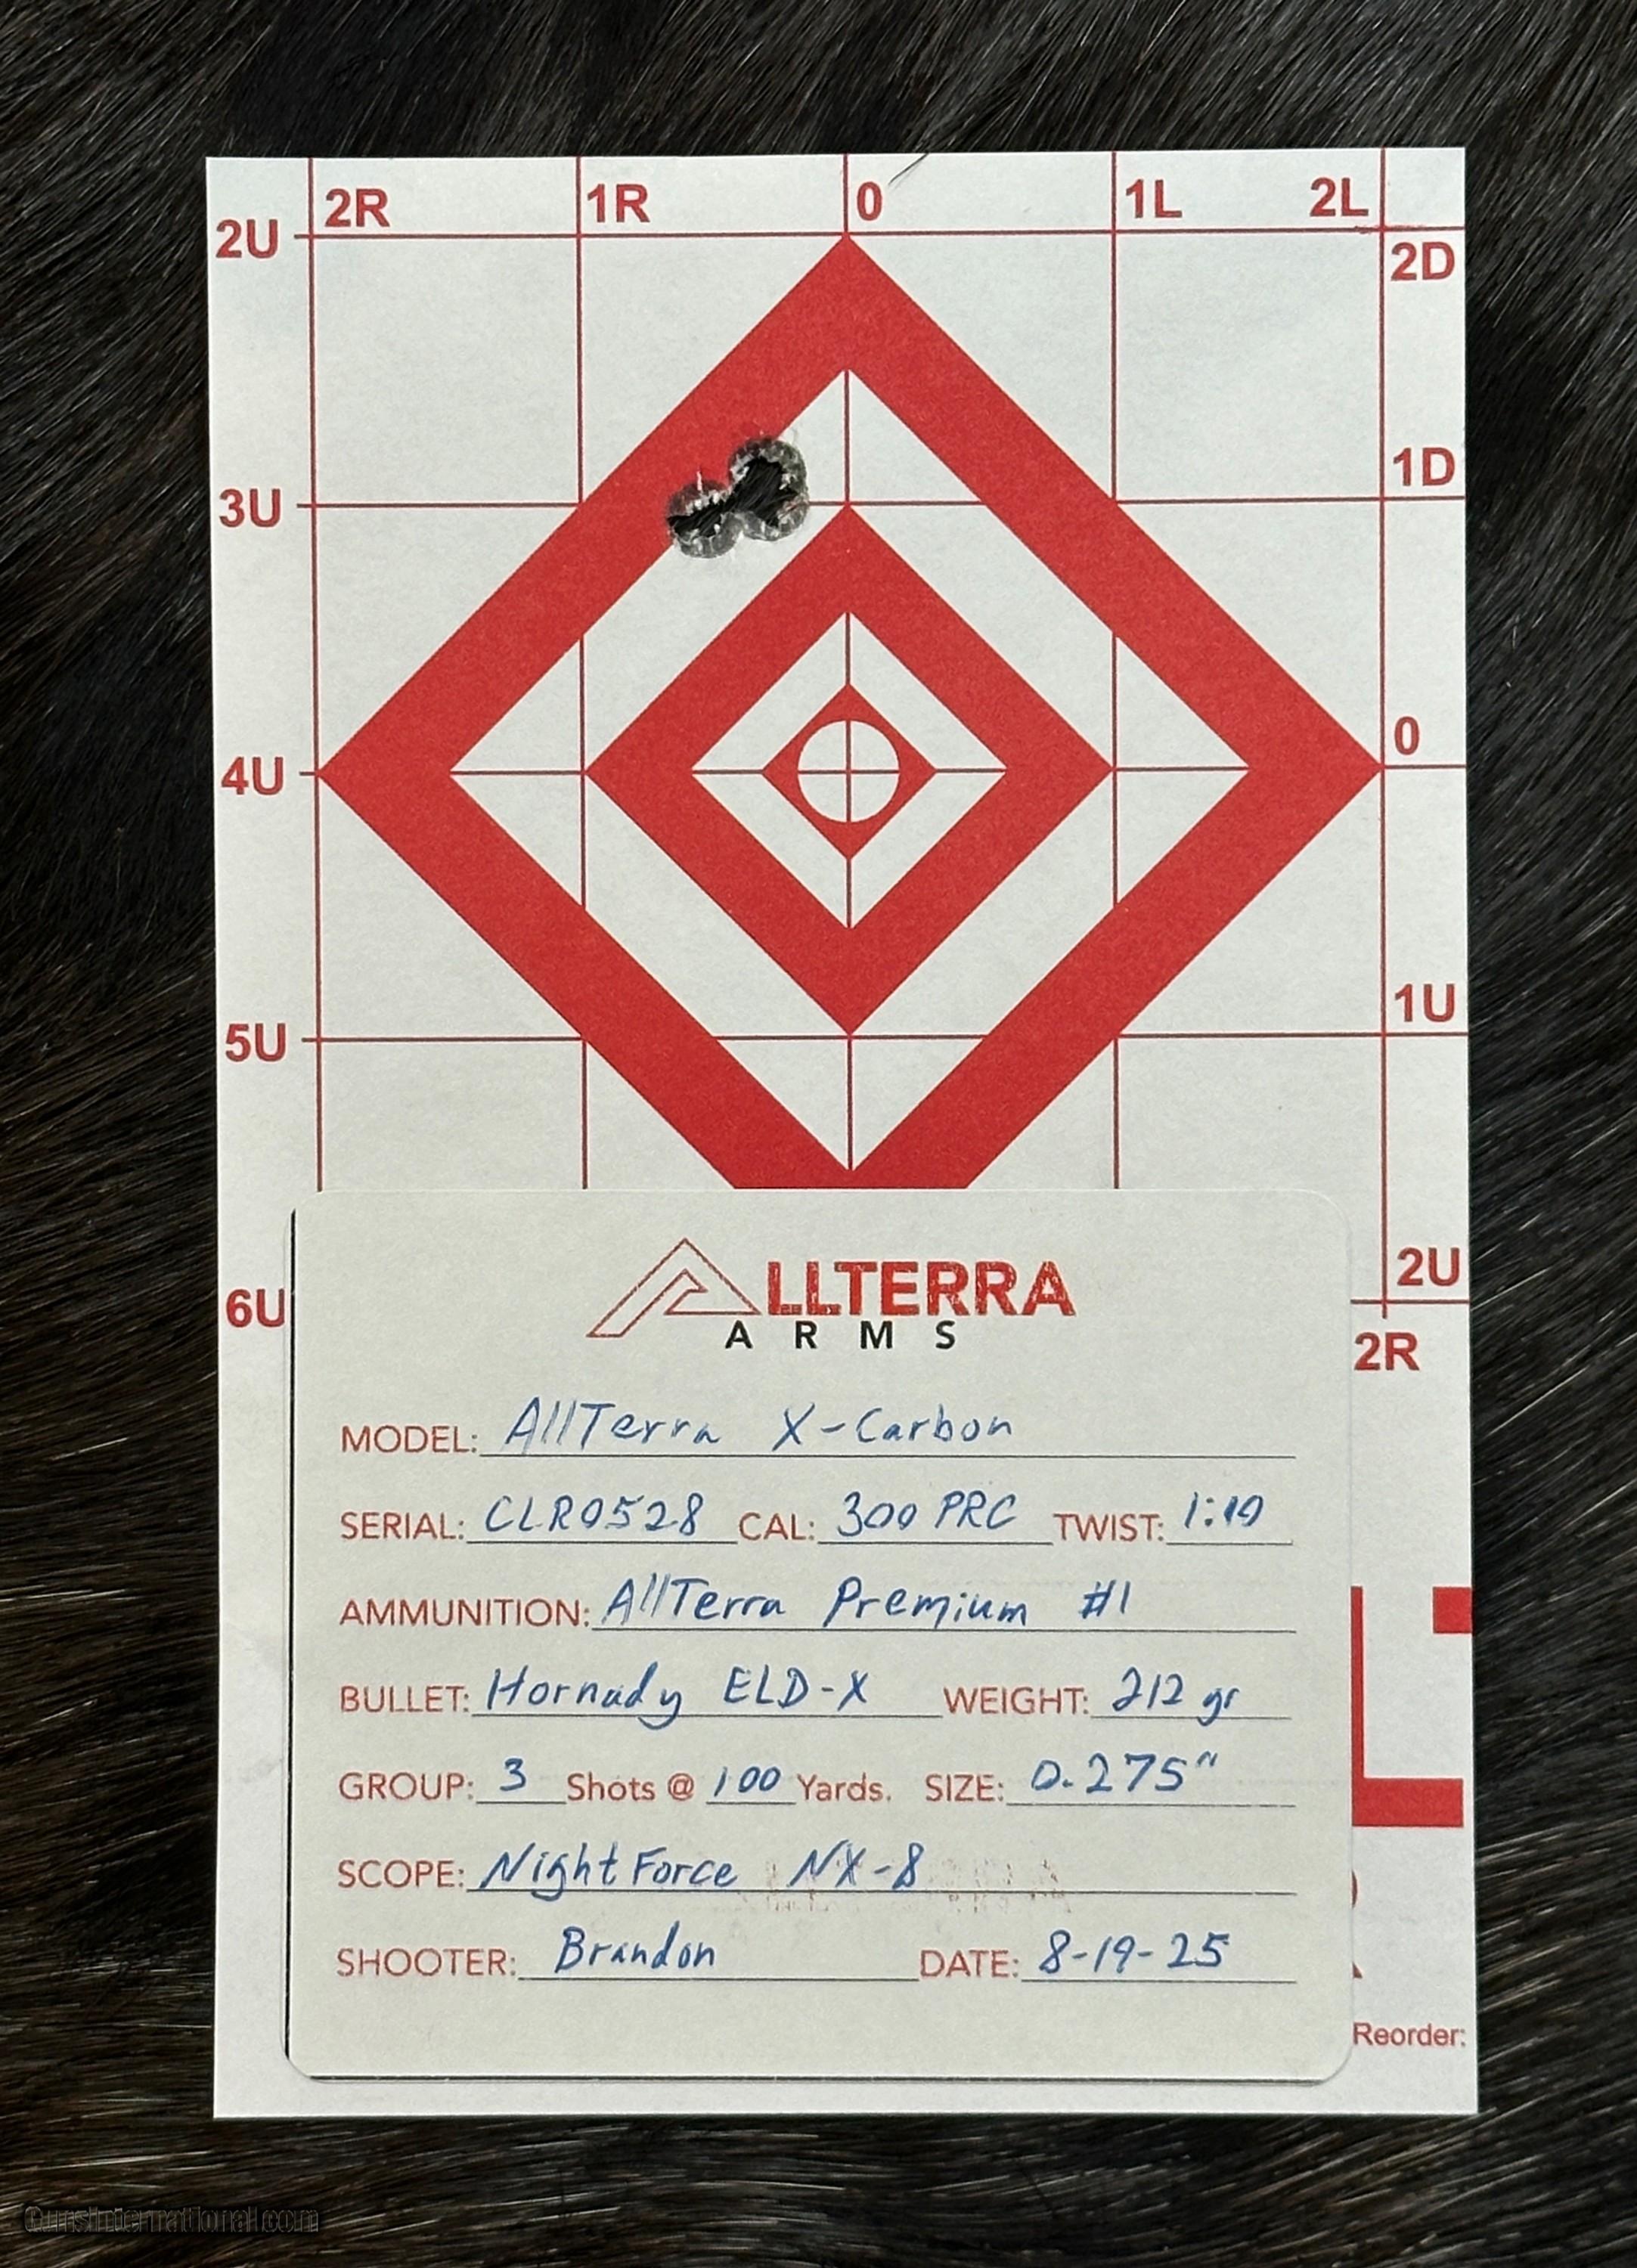 2R 1R 0 1L 2L
2U 2D
3U 1D
4U 0
5U 1U
6U 2U
2R
ALLTERRA
ARMS
MODEL: AllTerra X-Carbon
SERIAL: CLR0528 CAL: 300 PRC TWIST: 1:10
AMMUNITION: AllTerra Premium #1
BULLET: Hornady ELD-X WEIGHT: 212 gr
GROUP: 3 Shots @ 100 Yards. SIZE: 0.275"
SCOPE: NightForce NX-8
SHOOTER: Brandon DATE: 8-19-25
Reorder:
GunsInternational.com